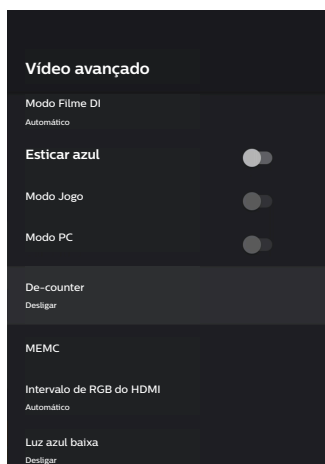 Vídeo avançado
Modo Filme DI
Automático
Esticar azul
Modo Jogo
Modo PC
De-counter
Desligar
MEMC
Intervalo de RGB do HDMI
Automático
Luz azul baixa
Desligar